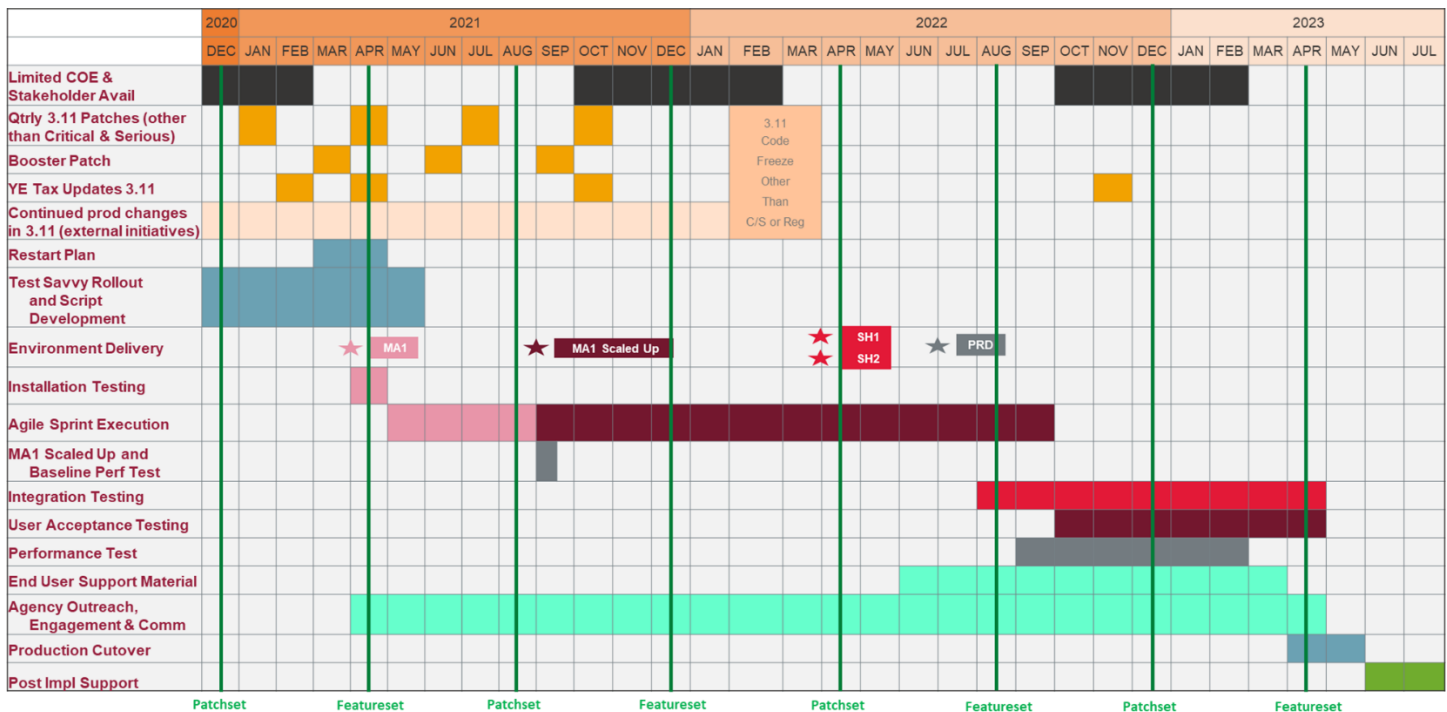 2020 2021 2022 2023
DEC JAN FEB MAR APR MAY JUN JUL AUG SEP OCT NOV DEC JAN FEB MAR APR MAY JUN JUL AUG SEP OCT NOV DEC JAN FEB MAR APR MAY JUN JUL
Limited COE &
Stakeholder Avail
Qtrly 3.11 Patches (other
than Critical & Serious)
Booster Patch
YE Tax Updates 3.11
Continued prod changes
in 3.11 (external initiatives)
3.11
Code
Freeze
Other
Than
C/S or Reg
Restart Plan
Test Savvy Rollout
and Script
Development
Environment Delivery
MA1
MA1 Scaled Up
SH1
SH2
PRD
Installation Testing
Agile Sprint Execution
MA1 Scaled Up and
Baseline Perf Test
Integration Testing
User Acceptance Testing
Performance Test
End User Support Material
Agency Outreach,
Engagement & Comm
Production Cutover
Post Impl Support
Patchset Featureset Patchset Featureset Patchset Featureset Patchset Featureset